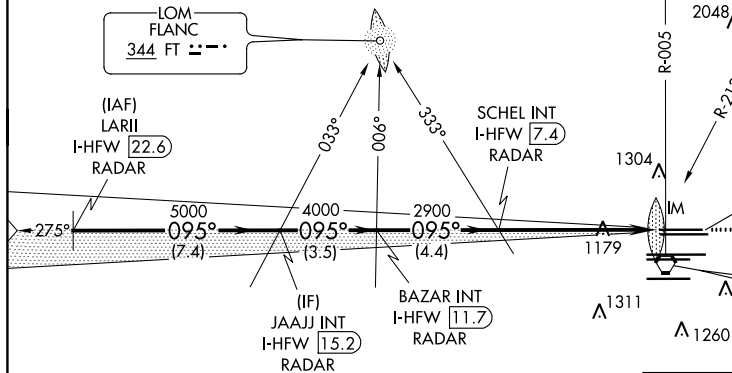 LOM
FLANC
344 FT
2048
R-005
R-213
(IAF)
LARII
I-HFW 22.6
RADAR
033°
006°
333°
SCHEL INT
I-HFW 7.4
RADAR
1304
IM
275°
5000
095°
(7.4)
4000
095°
(3.5)
2900
095°
(4.4)
1179
(IF)
JAAJJ INT
I-HFW 15.2
RADAR
BAZAR INT
I-HFW 11.7
RADAR
1311
1260